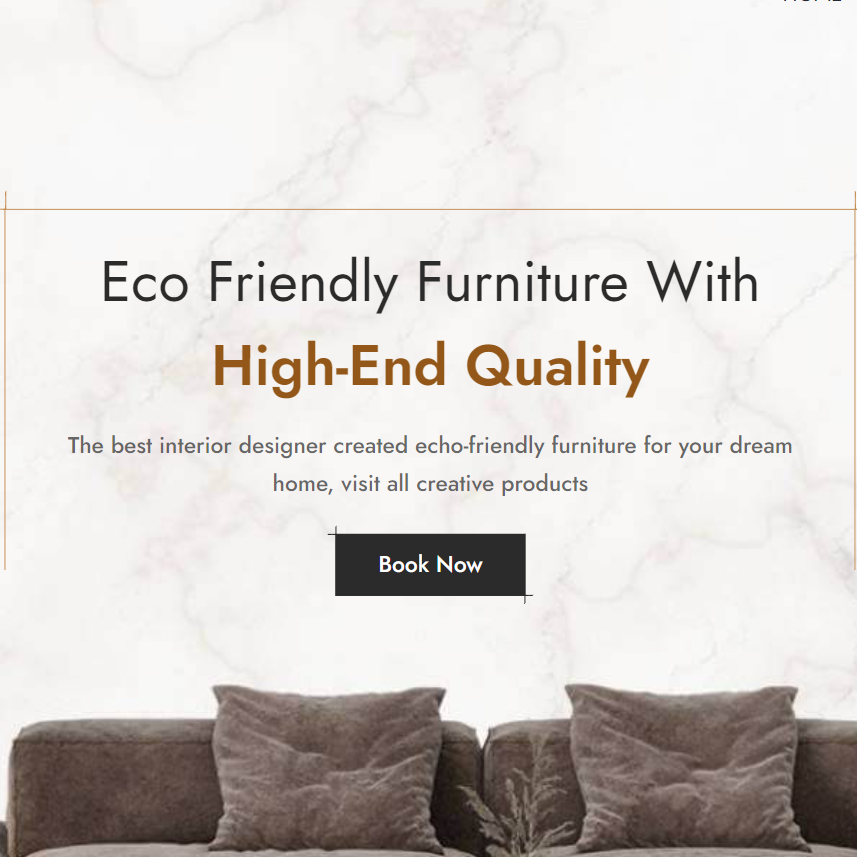 Eco Friendly Furniture With
High-End Quality
The best interior designer created echo-friendly furniture for your dream
home, visit all creative products
Book Now